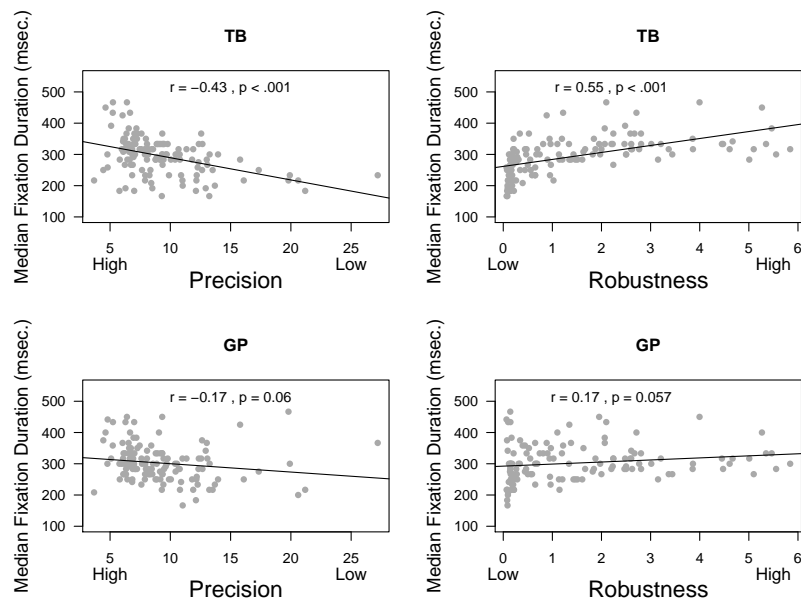 TB
Median Fixation Duration (msec.)
r = −0.43 , p < .001
500
400
300
200
100
5 10 15 20 25
High Low
Precision
TB
Median Fixation Duration (msec.)
r = 0.55 , p < .001
500
400
300
200
100
0 1 2 3 4 5 6
Low High
Robustness
GP
Median Fixation Duration (msec.)
r = −0.17 , p = 0.06
500
400
300
200
100
5 10 15 20 25
High Low
Precision
GP
Median Fixation Duration (msec.)
r = 0.17 , p = 0.057
500
400
300
200
100
0 1 2 3 4 5 6
Low High
Robustness